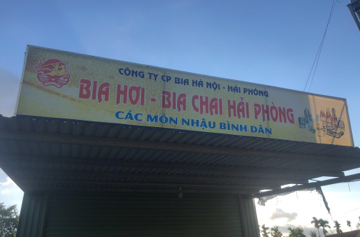 CÔNG TY CP BIA HÀ NỘI - HẢI PHÒNG
BIA HƠI - BIA CHAI HẢI PHÒNG
CÁC MÓN NHẬU BÌNH DÂN